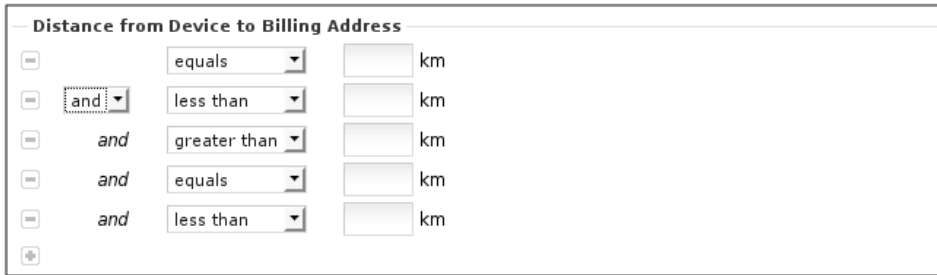 Distance from Device to Billing Address
equals km
and less than km
and greater than km
and equals km
and less than km